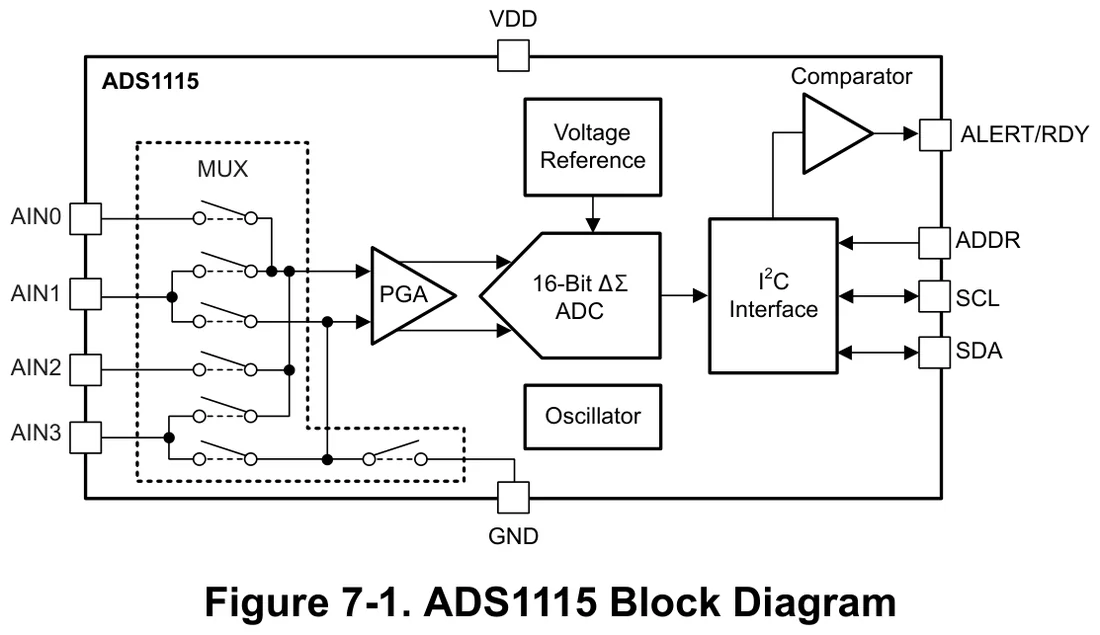 VDD
ADS1115
Comparator
Voltage
Reference
ALERT/RDY
MUX
AIN0
ADDR
PGA
16-Bit ΔΣ
ADC
I²C
Interface
AIN1
SCL
SDA
AIN2
Oscillator
AIN3
GND
Figure 7-1. ADS1115 Block Diagram